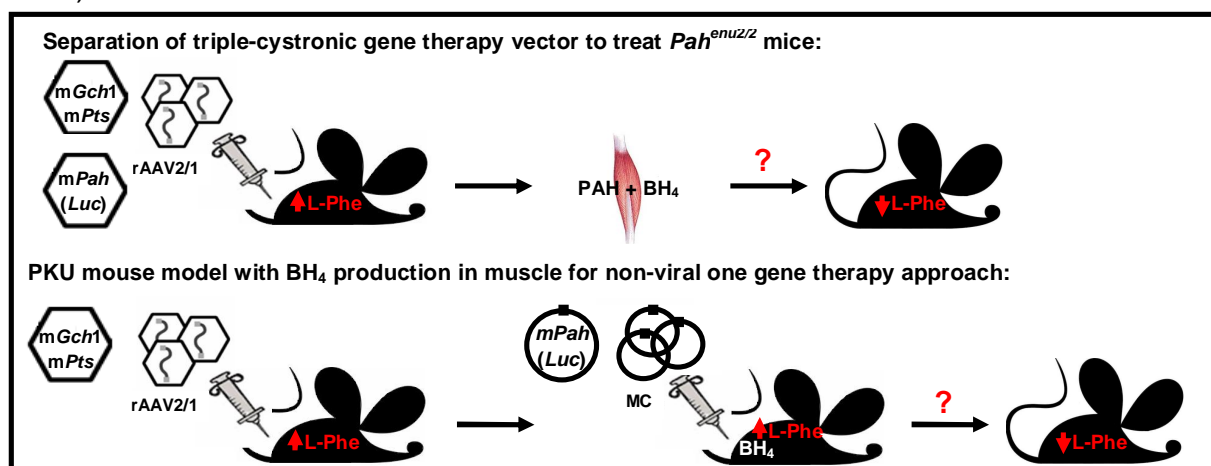 Separation of triple-cystronic gene therapy vector to treat Pahenu2/2 mice:
mGch1
mPts
rAAV2/1
mPah
(Luc)
L-Phe
PAH + BH4
?
L-Phe
PKU mouse model with BH4 production in muscle for non-viral one gene therapy approach:
mGch1
mPts
rAAV2/1
L-Phe
mPah
(Luc)
MC
L-Phe
BH4
?
L-Phe